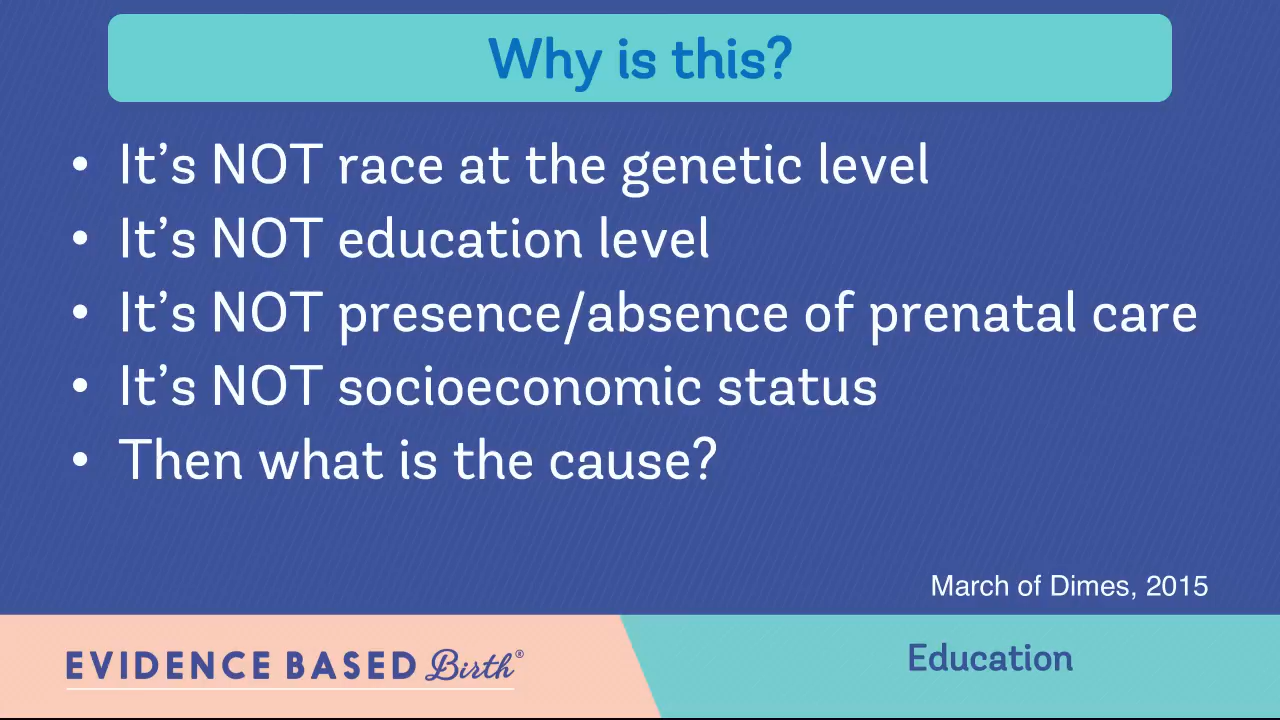 Why is this?
• It’s NOT race at the genetic level
• It’s NOT education level
• It’s NOT presence/absence of prenatal care
• It’s NOT socioeconomic status
• Then what is the cause?
March of Dimes, 2015
EVIDENCE BASED Birth®
Education